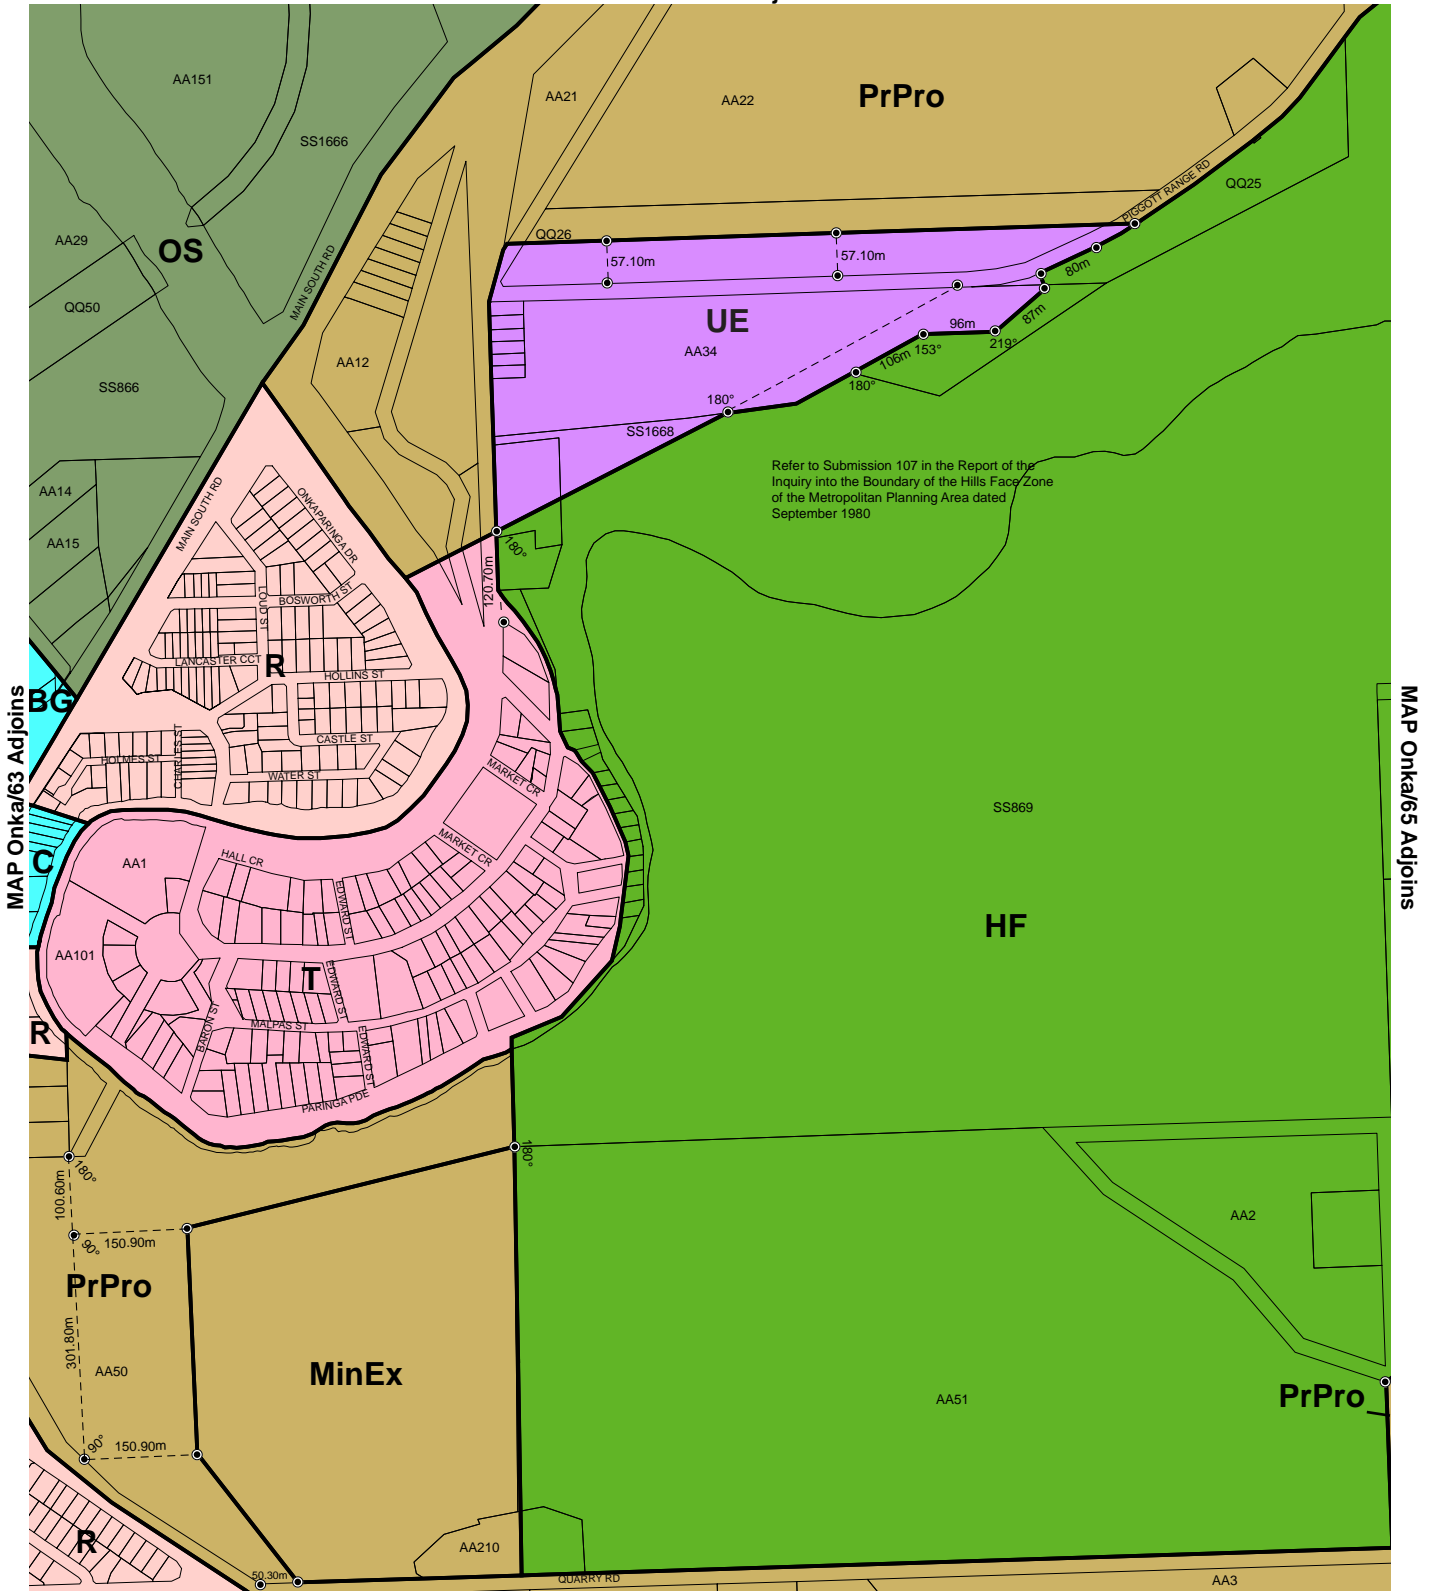 AA151
AA21
AA22
PrPro
SS1666
PIGGOTT RANGE RD
QQ25
AA29
OS
QQ26
MAIN SOUTH RD
57.10m
57.10m
80m
QQ50
UE
96m
87m
AA34
153°
219°
AA12
106m
180°
SS866
180°
SS1668
Refer to Submission 107 in the Report of the
Inquiry into the Boundary of the Hills Face Zone
of the Metropolitan Planning Area dated
September 1980
AA14
MAIN SOUTH RD
ONKAPARINGA DR
AA15
180°
120.70m
LOUD ST
BOSWORTH ST
LANCASTER CCT
R
HOLLINS ST
BG
MAP Onka/63 Adjoins
MAP Onka/65 Adjoins
CHARLES ST
CASTLE ST
HOLMES ST
WATER ST
MARKET CR
SS869
C
AA1
HALL CR
MARKET CR
EDWARD ST
HF
AA101
T
EDWARD ST
R
BARON ST
MALPAS ST
EDWARD ST
PARINGA PDE
180°
180°
100.60m
AA2
90°
150.90m
PrPro
301.80m
AA50
MinEx
AA51
PrPro
90°
150.90m
R
AA210
50.30m
QUARRY RD
AA3